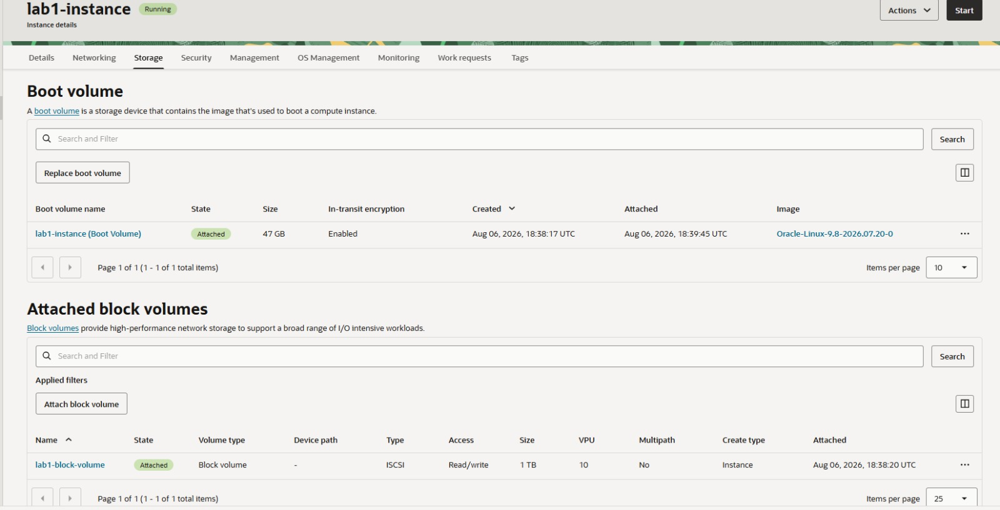 lab1-instance Running Actions Start
Instance details
Details Networking Storage Security Management OS Management Monitoring Work requests Tags
Boot volume
A boot volume is a storage device that contains the image that's used to boot a compute instance.
Search and Filter Search
Replace boot volume
Boot volume name State Size In-transit encryption Created Attached Image
lab1-instance (Boot Volume) Attached 47 GB Enabled Aug 06, 2026, 18:38:17 UTC Aug 06, 2026, 18:39:45 UTC Oracle-Linux-9.8-2026.07.20-0 ...
Page 1 of 1 (1 - 1 of 1 total items) Items per page 10
Attached block volumes
Block volumes provide high-performance network storage to support a broad range of I/O intensive workloads.
Search and Filter Search
Applied filters
Attach block volume
Name State Volume type Device path Type Access Size VPU Multipath Create type Attached
lab1-block-volume Attached Block volume - ISCSI Read/write 1 TB 10 No Instance Aug 06, 2026, 18:38:20 UTC ...
Page 1 of 1 (1 - 1 of 1 total items) Items per page 25